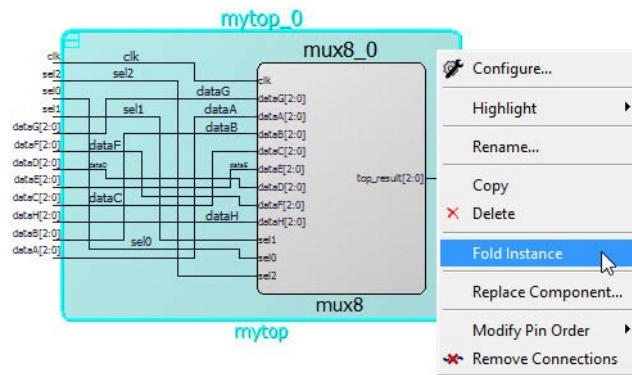 mytop_0
mux8_0
clk
sel2
sel0
sel1
dataG[2:0]
dataF[2:0]
dataD[2:0]
dataE[2:0]
dataC[2:0]
dataH[2:0]
dataB[2:0]
dataA[2:0]
clk
sel2
dataG
sel1
dataA
dataB
dataF
dataD
dataE
dataC
dataH
sel0
clk
dataG[2:0]
dataA[2:0]
dataB[2:0]
dataC[2:0]
dataE[2:0]
dataD[2:0]
dataF[2:0]
dataH[2:0]
sel1
sel0
sel2
top_result[2:0]
mux8
mytop
Configure...
Highlight
Rename...
Copy
Delete
Fold Instance
Replace Component...
Modify Pin Order
Remove Connections